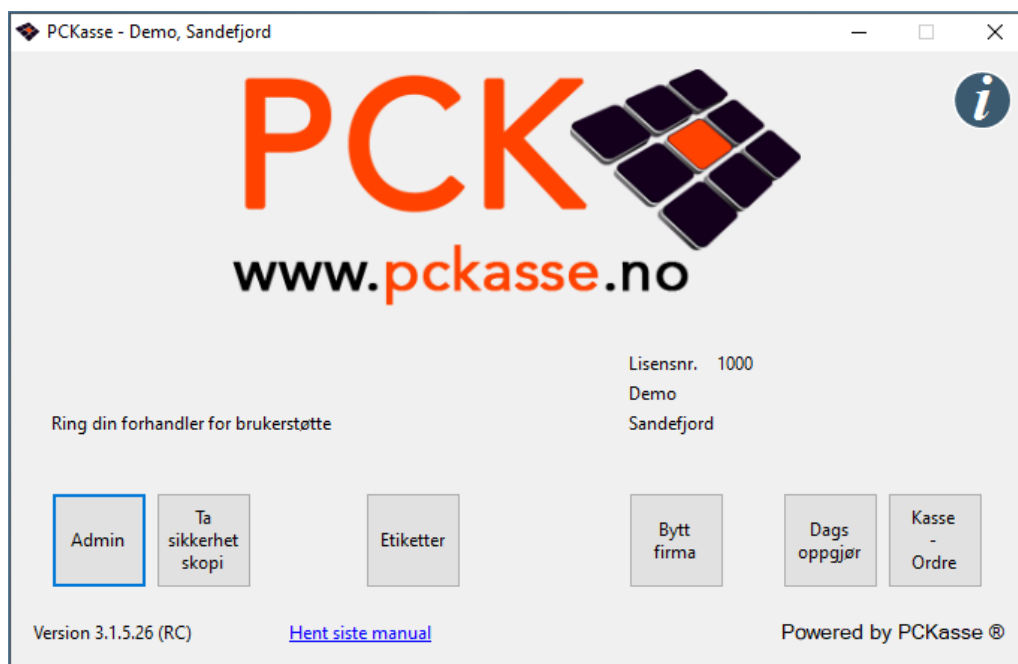 PCKasse - Demo, Sandefjord
PCK
i
www.pckasse.no
Lisensnr. 1000
Demo
Ring din forhandler for brukerstøtte
Sandefjord
Admin
Ta
sikkerhet
skopi
Etiketter
Bytt
firma
Dags
oppgjør
Kasse
-
Ordre
Version 3.1.5.26 (RC)
Hent siste manual
Powered by PCKasse ®